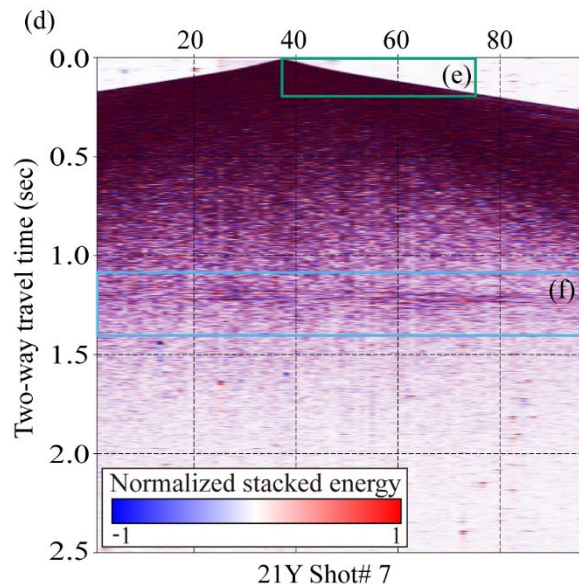 (d)
20 40 60 80
0.0
(e)
0.5
1.0
(f)
1.5
2.0
2.5
Two-way travel time (sec)
Normalized stacked energy
-1 1
21Y Shot# 7